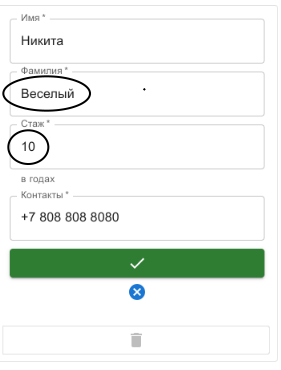 Имя *
Никита
Фамилия *
Веселый
Стаж *
10
в годах
Контакты *
+7 808 808 8080